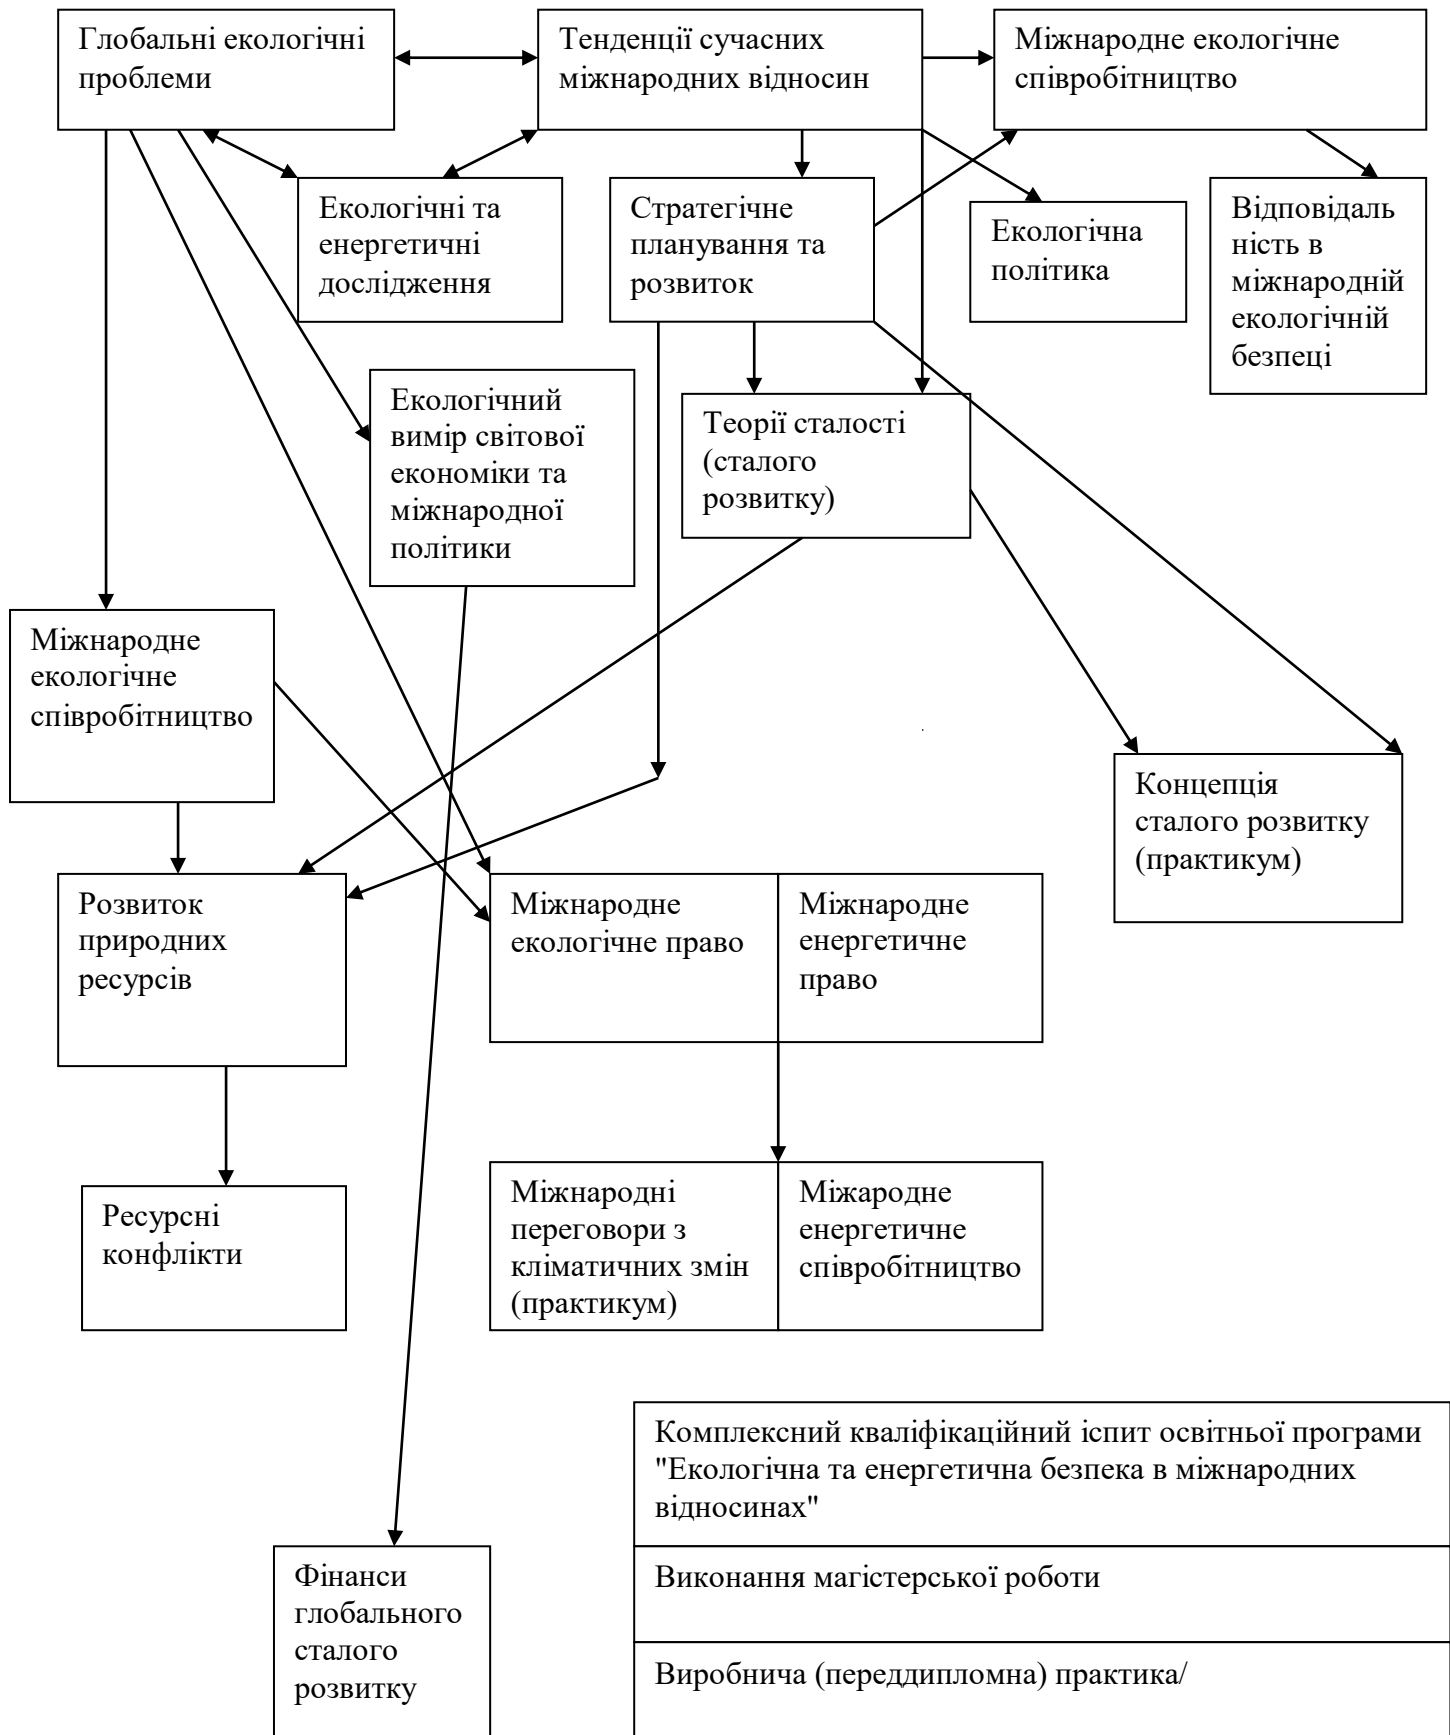 Глобальні екологічні
проблеми
Тенденції сучасних
міжнародних відносин
Міжнародне екологічне
співробітництво
Екологічні та
енергетичні
дослідження
Стратегічне
планування та
розвиток
Екологічна
політика
Відповідаль
ність в
міжнародній
екологічній
безпеці
Екологічний
вимір світової
економіки та
міжнародної
політики
Теорії сталості
(сталого
розвитку)
Міжнародне
екологічне
співробітництво
Концепція
сталого розвитку
(практикум)
Розвиток
природних
ресурсів
Міжнародне
екологічне право
Міжнародне
енергетичне
право
Ресурсні
конфлікти
Міжнародні
переговори з
кліматичних змін
(практикум)
Міжародне
енергетичне
співробітництво
Комплексний кваліфікаційний іспит освітньої програми
"Екологічна та енергетична безпека в міжнародних
відносинах"
Виконання магістерської роботи
Виробнича (переддипломна) практика/
Фінанси
глобального
сталого
розвитку